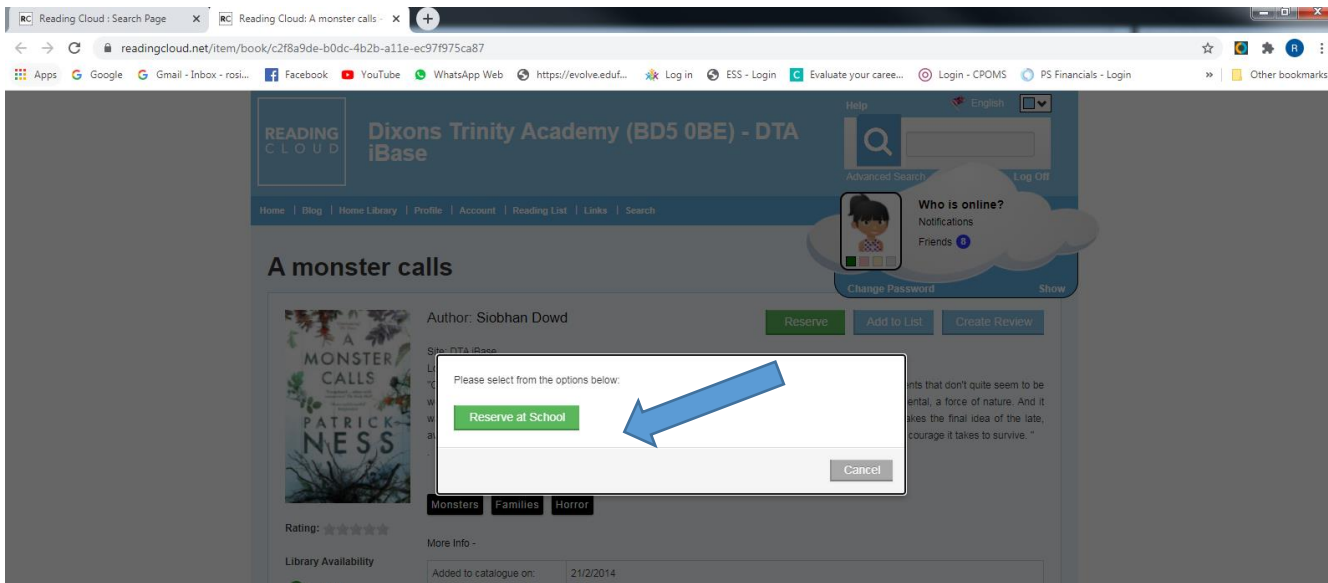 RC Reading Cloud : Search Page X RC Reading Cloud: A monster calls - X +
readingcloud.net/item/book/c2f8a9de-b0dc-4b2b-a11e-ec97f975ca87 R
Apps Google Gmail - Inbox - rosi... Facebook YouTube WhatsApp Web https://evolve.eduf... Log in ESS - Login Evaluate your caree... Login - CPOMS PS Financials - Login » Other bookmarks
READING
CLOUD
Dixons Trinity Academy (BD5 0BE) - DTA
iBase
Help English
Advanced Search Log Off
Home | Blog | Home Library | Profile | Account | Reading List | Links | Search
Who is online?
Notifications
Friends 8
Change Password Show
A monster calls
A
MONSTER
CALLS
PATRICK
NESS
Author: Siobhan Dowd
Reserve Add to List Create Review
Site: DTA iBase
Please select from the options below:
Reserve at School
Cancel
nts that don't quite seem to be
ental, a force of nature. And it
akes the final idea of the late,
courage it takes to survive. "
Monsters Families Horror
Rating:
More Info -
Library Availability
Added to catalogue on: 21/2/2014